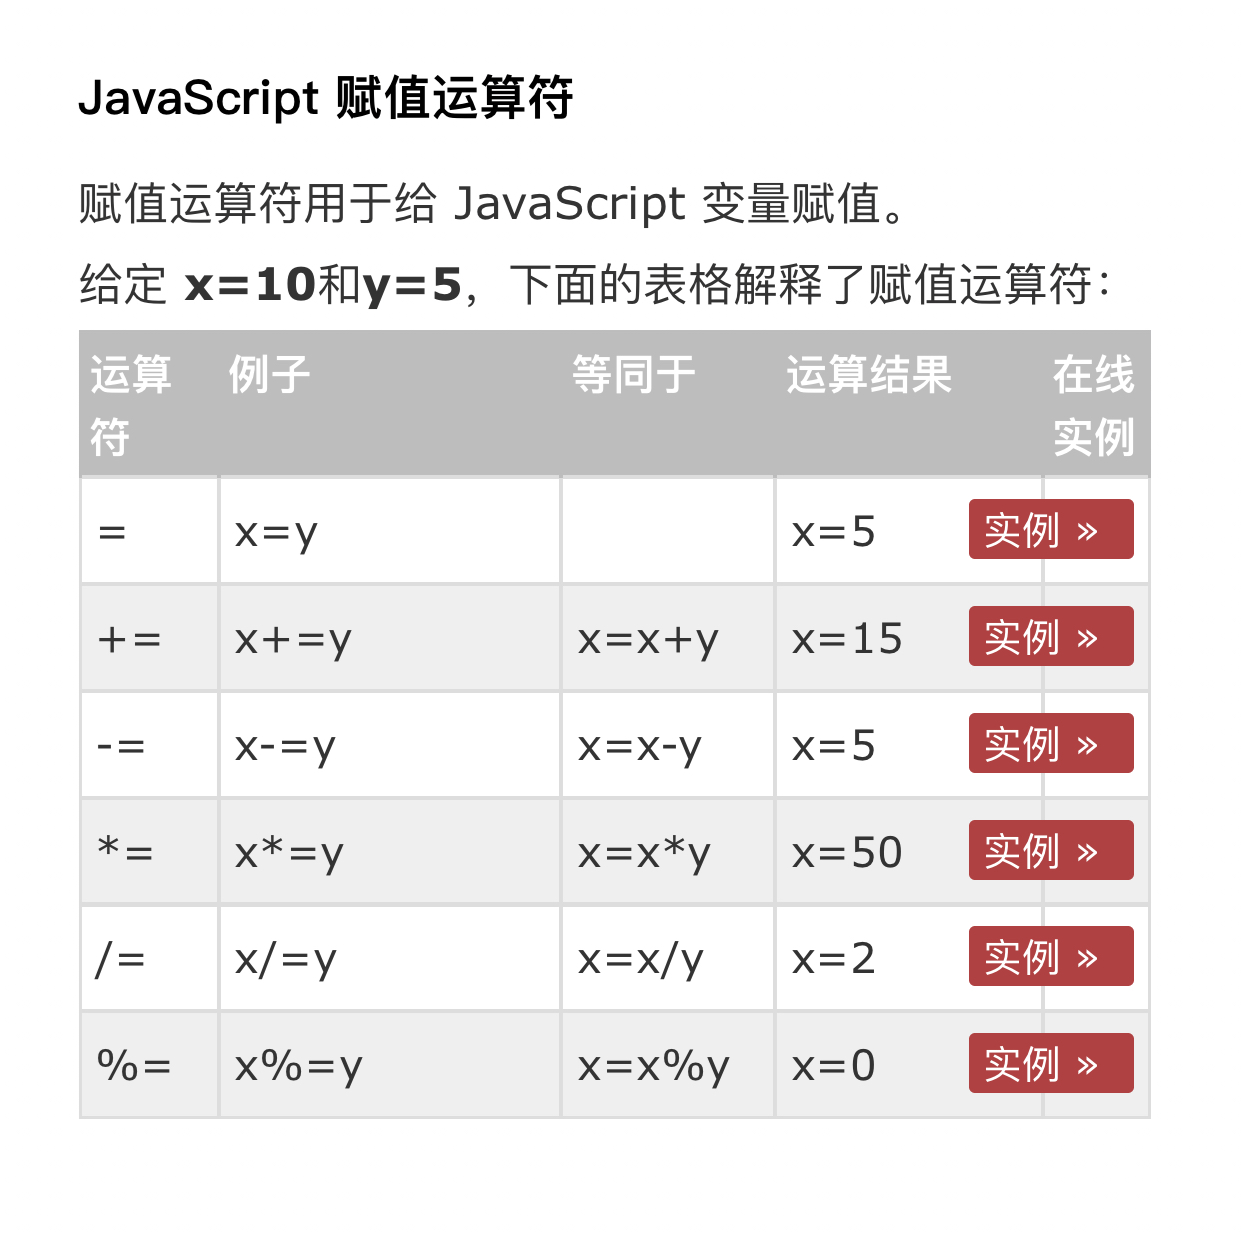 JavaScript 赋值运算符
赋值运算符用于给 JavaScript 变量赋值。
给定 x=10和y=5，下面的表格解释了赋值运算符：
运算符 例子 等同于 运算结果 在线实例
= x=y x=5 实例 »
+= x+=y x=x+y x=15 实例 »
-= x-=y x=x-y x=5 实例 »
*= x*=y x=x*y x=50 实例 »
/= x/=y x=x/y x=2 实例 »
%= x%=y x=x%y x=0 实例 »